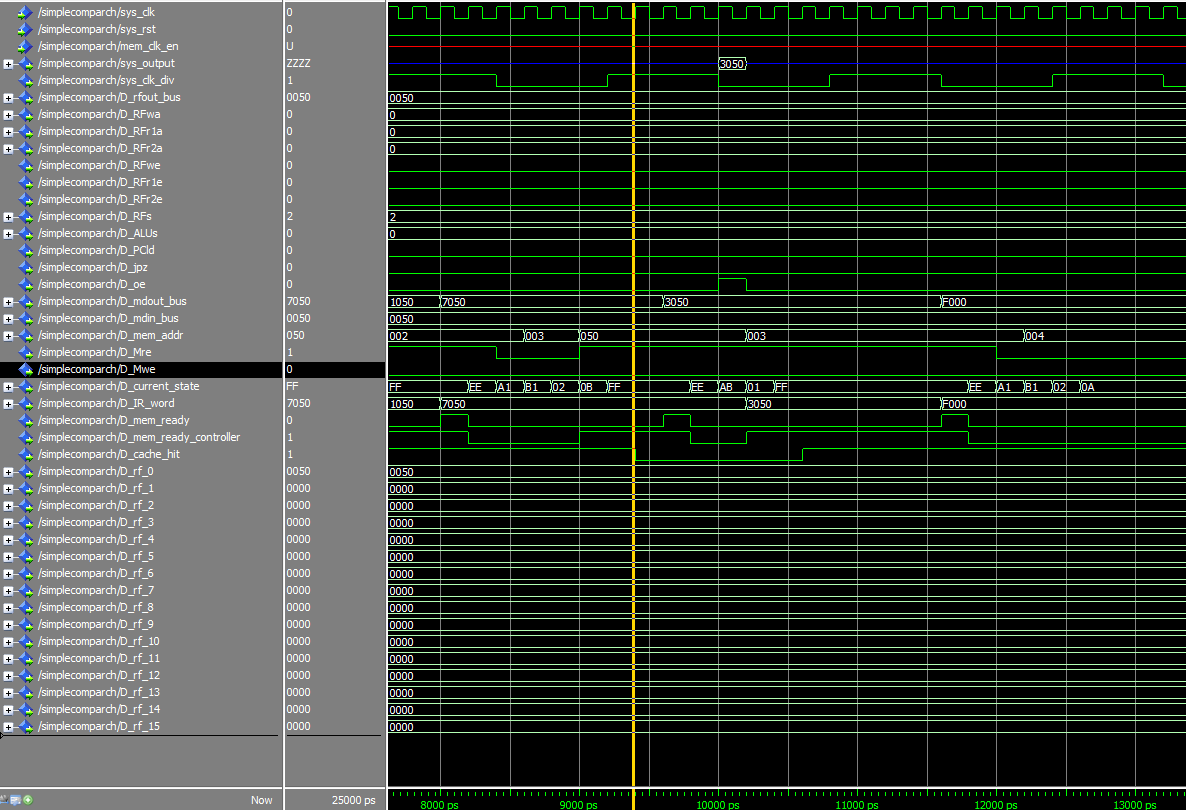 /simplecomparch/sys_clk 0
/simplecomparch/sys_rst 0
/simplecomparch/mem_clk_en U
/simplecomparch/sys_output ZZZZ 3050
/simplecomparch/sys_clk_div 1
/simplecomparch/D_rfout_bus 0050 0050
/simplecomparch/D_RFwa 0 0
/simplecomparch/D_RFr1a 0 0
/simplecomparch/D_RFr2a 0 0
/simplecomparch/D_RFwe 0
/simplecomparch/D_RFr1e 0
/simplecomparch/D_RFr2e 0
/simplecomparch/D_RFs 2 2
/simplecomparch/D_ALUs 0 0
/simplecomparch/D_PCld 0
/simplecomparch/D_jpz 0
/simplecomparch/D_oe 0
/simplecomparch/D_mdout_bus 7050 1050 7050 3050 F000
/simplecomparch/D_mdin_bus 0050 0050
/simplecomparch/D_mem_addr 050 002 003 050 003 004
/simplecomparch/D_Mre 1
/simplecomparch/D_Mwe 0
/simplecomparch/D_current_state FF FF EE A1 B1 02 0B FF EE AB 01 FF EE A1 B1 02 0A
/simplecomparch/D_IR_word 7050 1050 7050 3050 F000
/simplecomparch/D_mem_ready 0
/simplecomparch/D_mem_ready_controller 1
/simplecomparch/D_cache_hit 1
/simplecomparch/D_rf_0 0050 0050
/simplecomparch/D_rf_1 0000 0000
/simplecomparch/D_rf_2 0000 0000
/simplecomparch/D_rf_3 0000 0000
/simplecomparch/D_rf_4 0000 0000
/simplecomparch/D_rf_5 0000 0000
/simplecomparch/D_rf_6 0000 0000
/simplecomparch/D_rf_7 0000 0000
/simplecomparch/D_rf_8 0000 0000
/simplecomparch/D_rf_9 0000 0000
/simplecomparch/D_rf_10 0000 0000
/simplecomparch/D_rf_11 0000 0000
/simplecomparch/D_rf_12 0000 0000
/simplecomparch/D_rf_13 0000 0000
/simplecomparch/D_rf_14 0000 0000
/simplecomparch/D_rf_15 0000 0000
Now 25000 ps 8000 ps 9000 ps 10000 ps 11000 ps 12000 ps 13000 ps